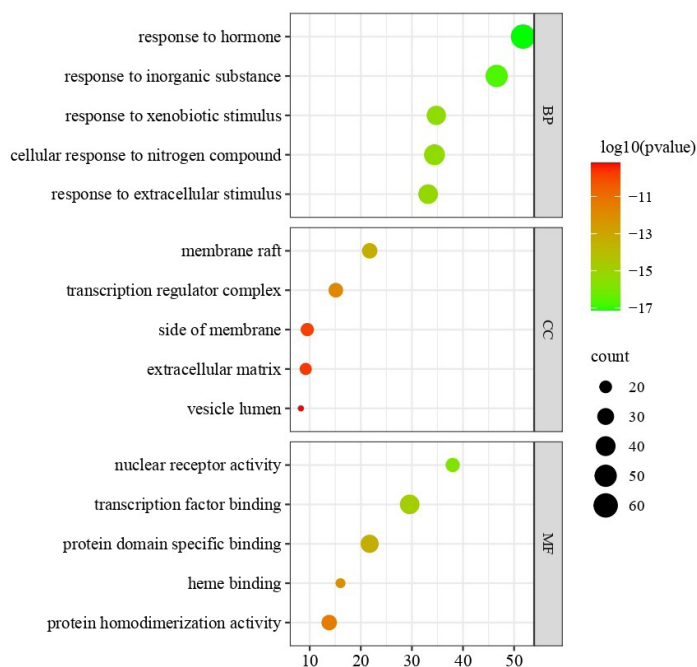 response to hormone
response to inorganic substance
response to xenobiotic stimulus
cellular response to nitrogen compound
response to extracellular stimulus
BP
membrane raft
transcription regulator complex
side of membrane
extracellular matrix
vesicle lumen
CC
nuclear receptor activity
transcription factor binding
protein domain specific binding
heme binding
protein homodimerization activity
MF
10 20 30 40 50
log10(pvalue)
−11
−13
−15
−17
count
20
30
40
50
60